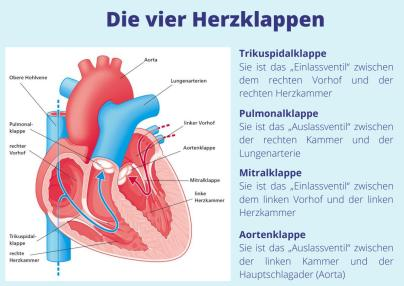 Die vier Herzklappen
Aorta
Obere Hohlvene
Lungenarterien
Pulmonal-
klappe
linker Vorhof
rechter
Vorhof
Aortenklappe
Mitralklappe
linke
Herzkammer
Trikuspidal-
klappe
rechte
Herzkammer
Trikuspidalklappe
Sie ist das „Einlassventil“ zwischen
dem rechten Vorhof und der
rechten Herzkammer
Pulmonalklappe
Sie ist das „Auslassventil“ zwischen
der rechten Kammer und der
Lungenarterie
Mitralklappe
Sie ist das „Einlassventil“ zwischen
dem linken Vorhof und der linken
Herzkammer
Aortenklappe
Sie ist das „Auslassventil“ zwischen
der linken Kammer und der
Hauptschlagader (Aorta)